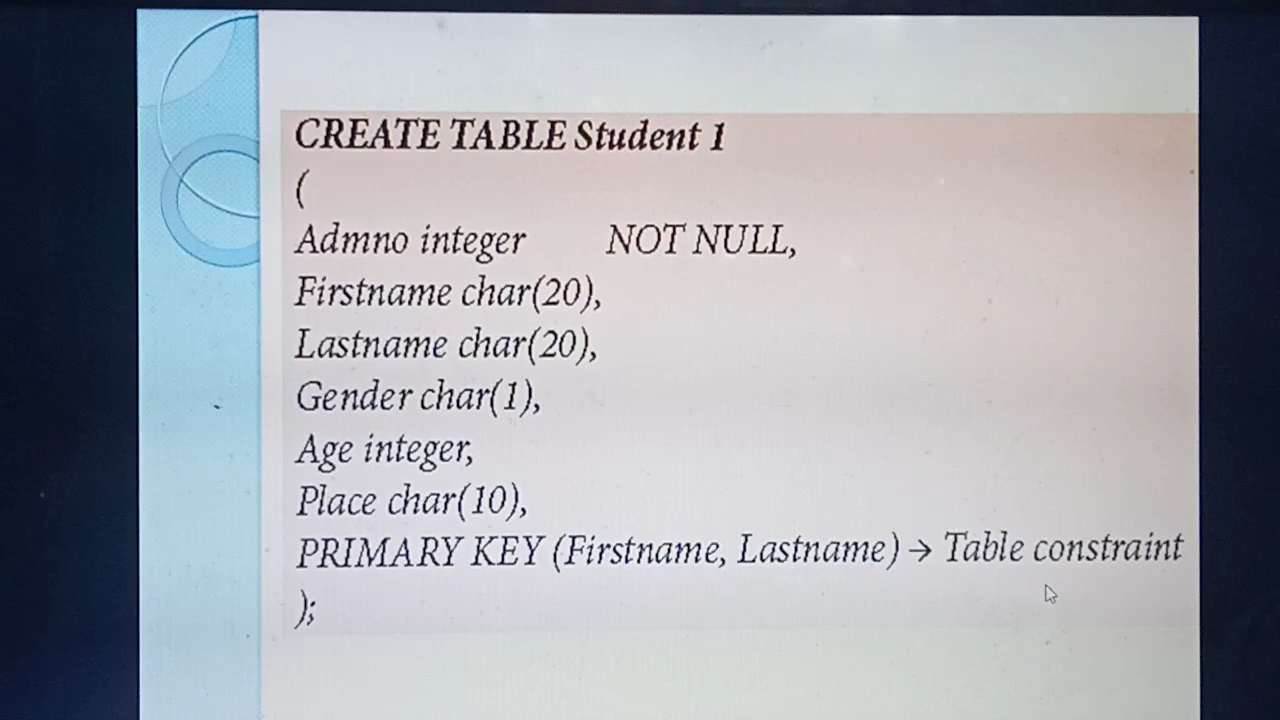 CREATE TABLE Student 1
(
Admno integer NOT NULL,
Firstname char(20),
Lastname char(20),
Gender char(1),
Age integer,
Place char(10),
PRIMARY KEY (Firstname, Lastname) → Table constraint
);